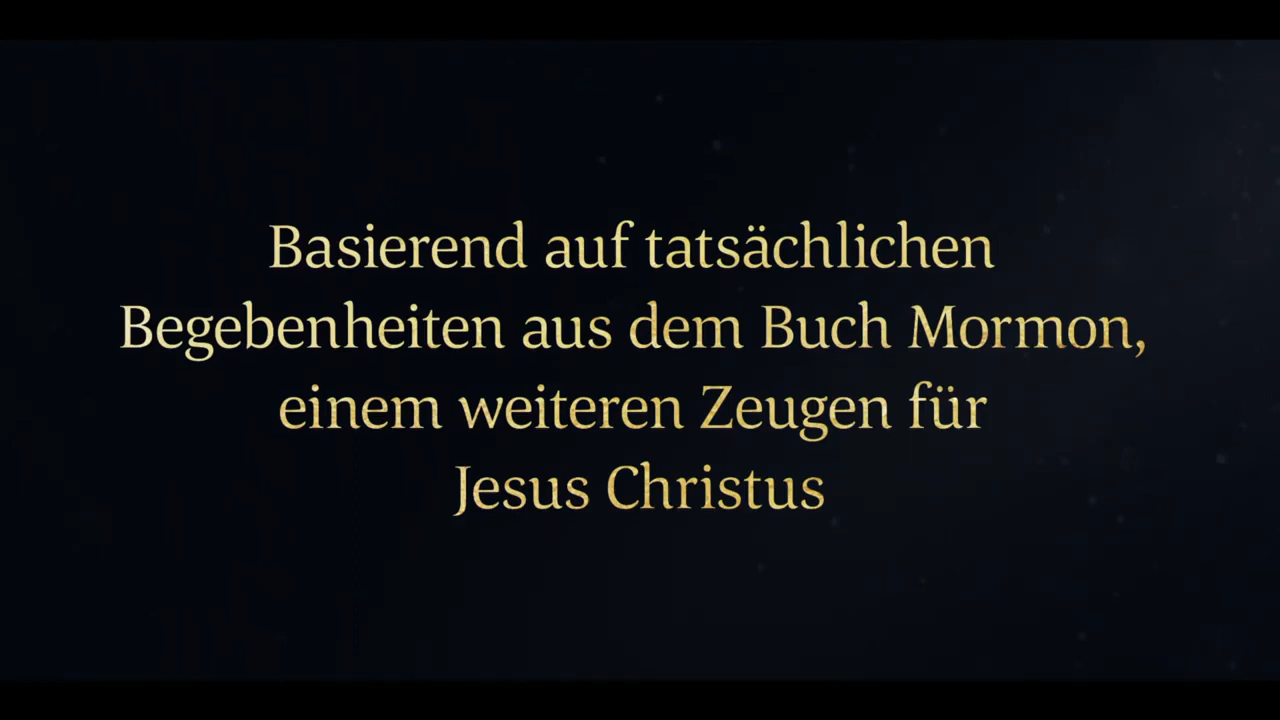 Basierend auf tatsächlichen
Begebenheiten aus dem Buch Mormon,
einem weiteren Zeugen für
Jesus Christus